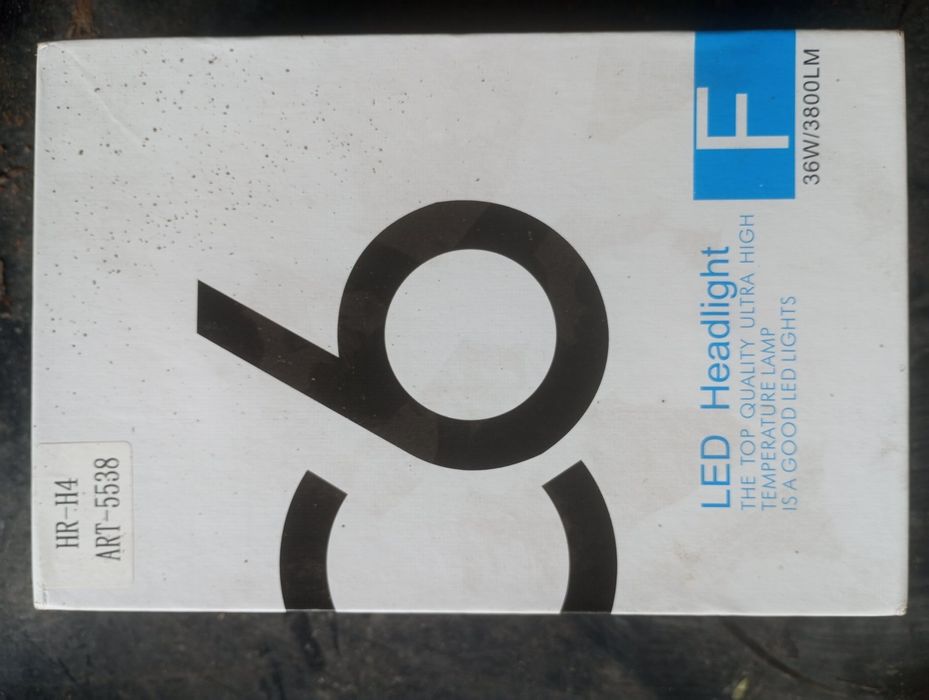 HR-H4
ART-5538
C6
LED Headlight
THE TOP QUALITY ULTRA HIGH
TEMPERATURE LAMP
IS A GOOD LED LIGHTS
F
36W/3800LM